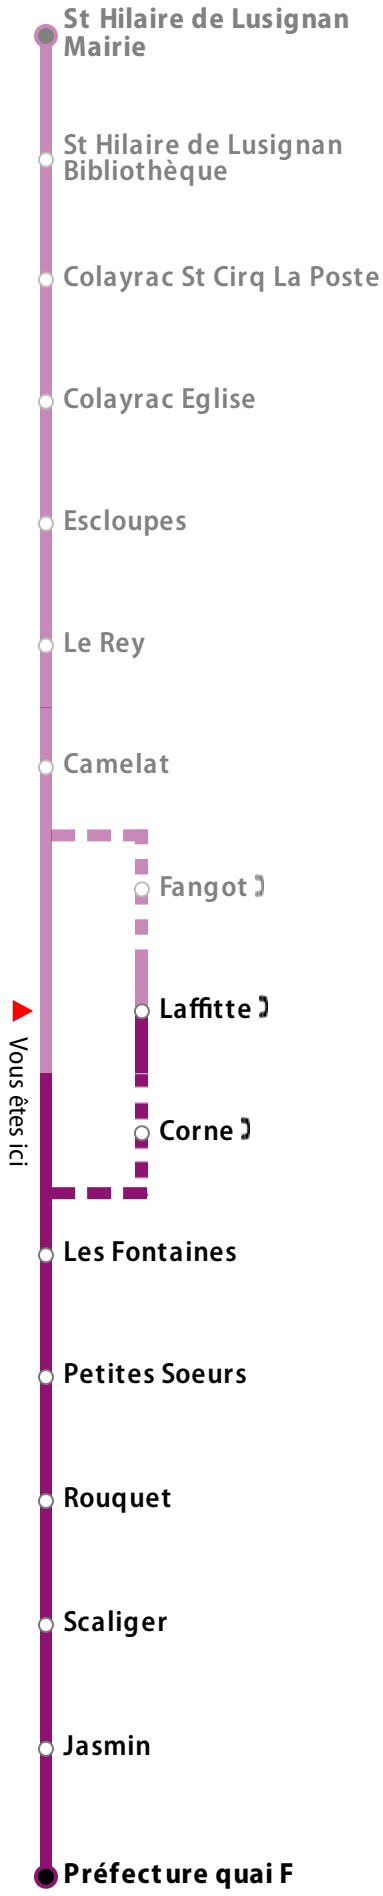 St Hilaire de Lusignan
Mairie
St Hilaire de Lusignan
Bibliothèque
Colayrac St Cirq La Poste
Colayrac Eglise
Escloupes
Le Rey
Camelat
Fangot
Laffitte
Vous êtes ici
Corne
Les Fontaines
Petites Soeurs
Rouquet
Scaliger
Jasmin
Préfecture quai F